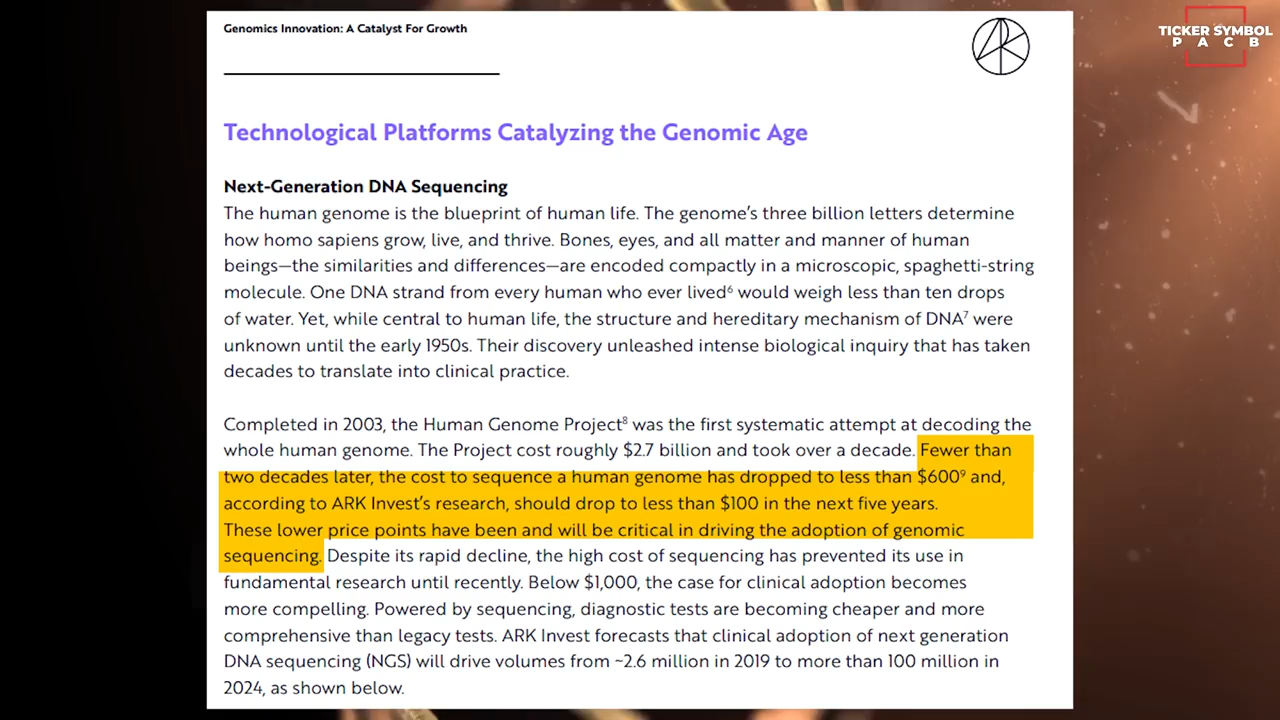 Genomics Innovation: A Catalyst For Growth
TICKER SYMBOL
PACB
Technological Platforms Catalyzing the Genomic Age
Next-Generation DNA Sequencing
The human genome is the blueprint of human life. The genome’s three billion letters determine
how homo sapiens grow, live, and thrive. Bones, eyes, and all matter and manner of human
beings—the similarities and differences—are encoded compactly in a microscopic, spaghetti-string
molecule. One DNA strand from every human who ever lived⁶ would weigh less than ten drops
of water. Yet, while central to human life, the structure and hereditary mechanism of DNA⁷ were
unknown until the early 1950s. Their discovery unleashed intense biological inquiry that has taken
decades to translate into clinical practice.
Completed in 2003, the Human Genome Project⁸ was the first systematic attempt at decoding the
whole human genome. The Project cost roughly $2.7 billion and took over a decade. Fewer than
two decades later, the cost to sequence a human genome has dropped to less than $600⁹ and,
according to ARK Invest’s research, should drop to less than $100 in the next five years.
These lower price points have been and will be critical in driving the adoption of genomic
sequencing. Despite its rapid decline, the high cost of sequencing has prevented its use in
fundamental research until recently. Below $1,000, the case for clinical adoption becomes
more compelling. Powered by sequencing, diagnostic tests are becoming cheaper and more
comprehensive than legacy tests. ARK Invest forecasts that clinical adoption of next generation
DNA sequencing (NGS) will drive volumes from ~2.6 million in 2019 to more than 100 million in
2024, as shown below.